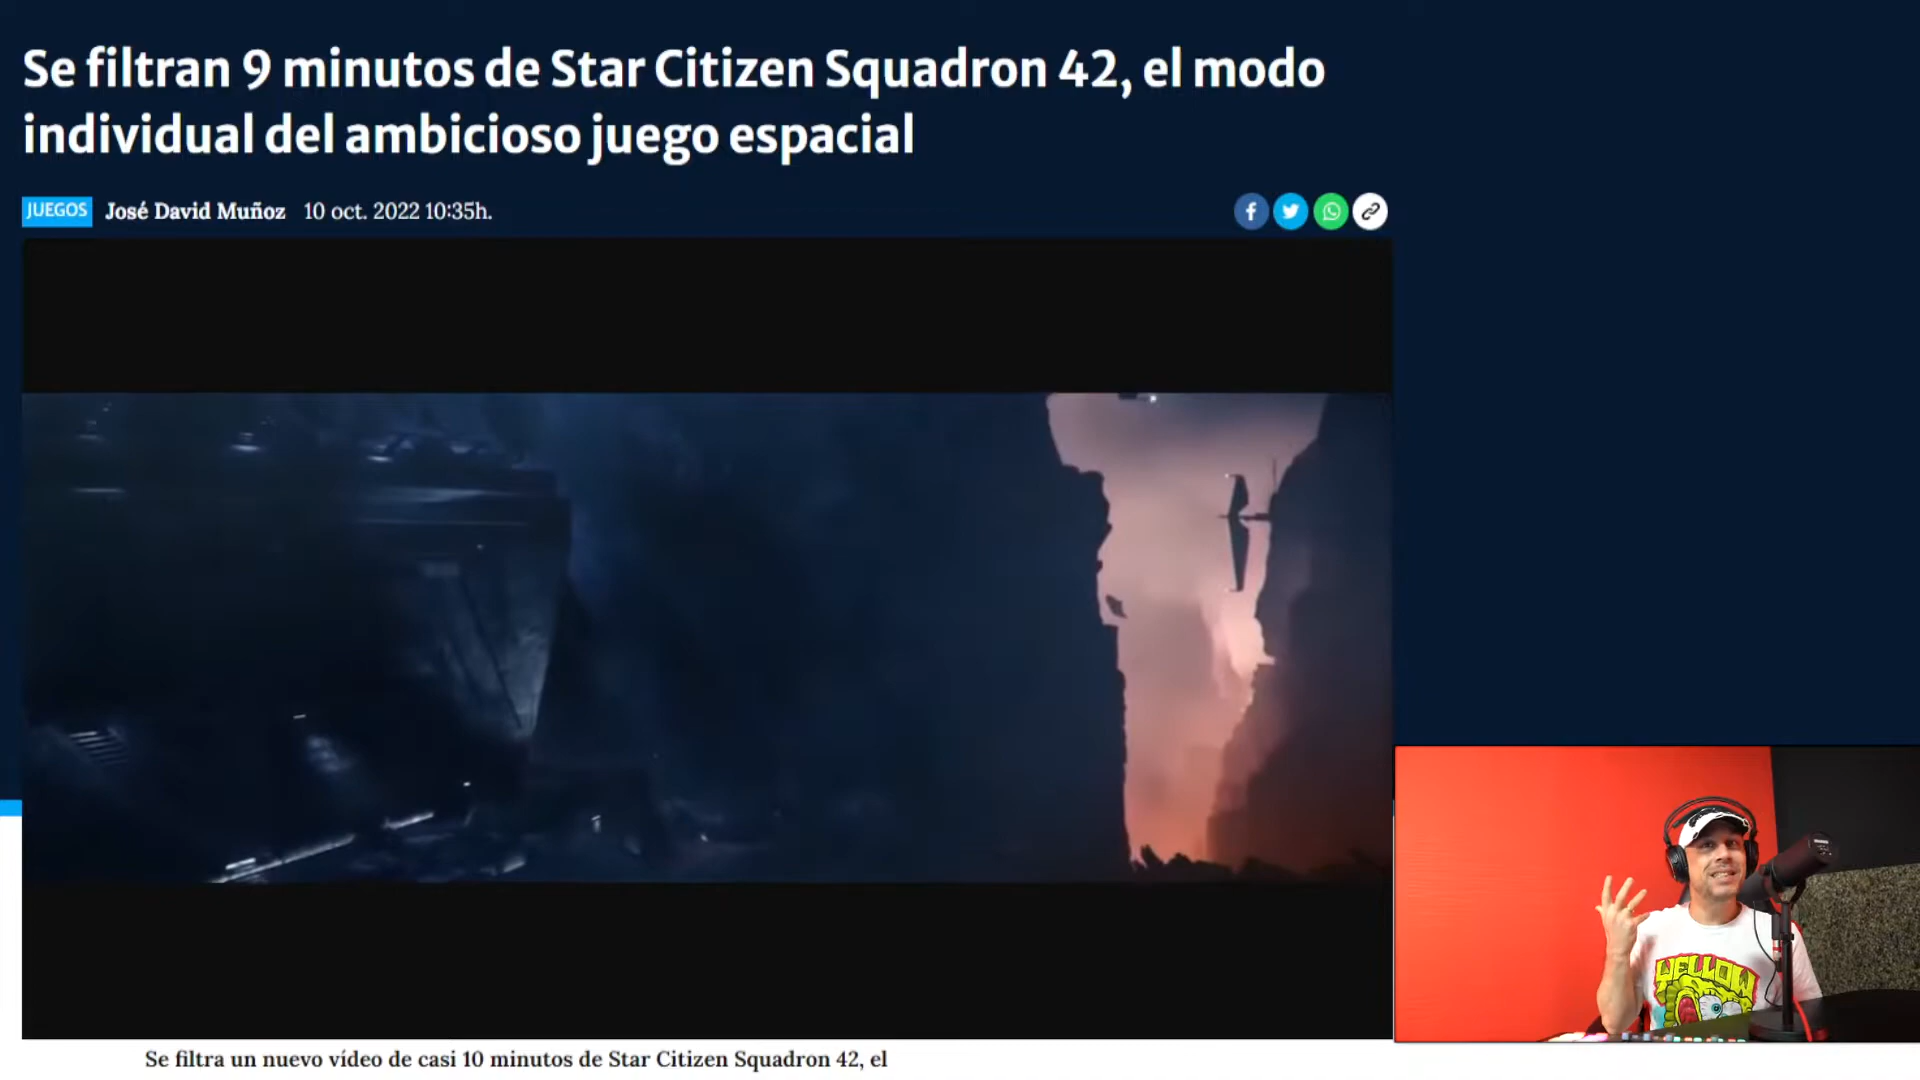 Se filtran 9 minutos de Star Citizen Squadron 42, el modo
individual del ambicioso juego espacial
JUEGOS José David Muñoz 10 oct. 2022 10:35h.
YELLOW
Se filtra un nuevo vídeo de casi 10 minutos de Star Citizen Squadron 42, el